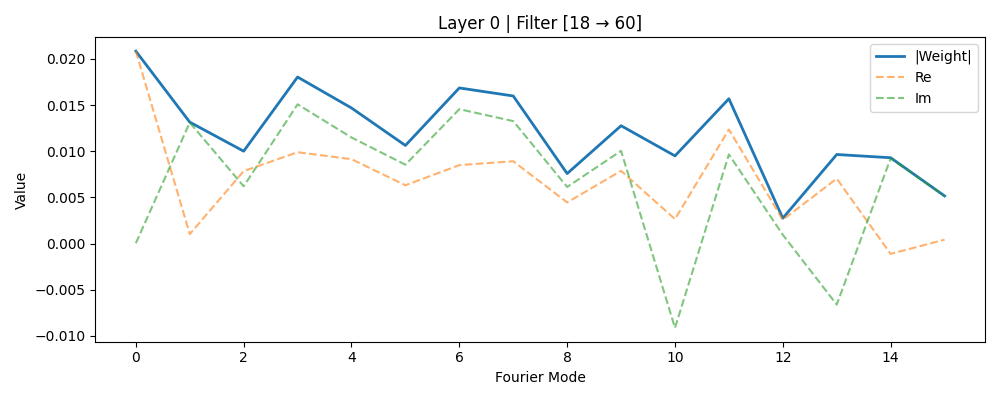 Layer 0 | Filter [18 → 60]
|Weight|
Re
Im
0.020
0.015
0.010
0.005
0.000
−0.005
−0.010
Value
0 2 4 6 8 10 12 14
Fourier Mode